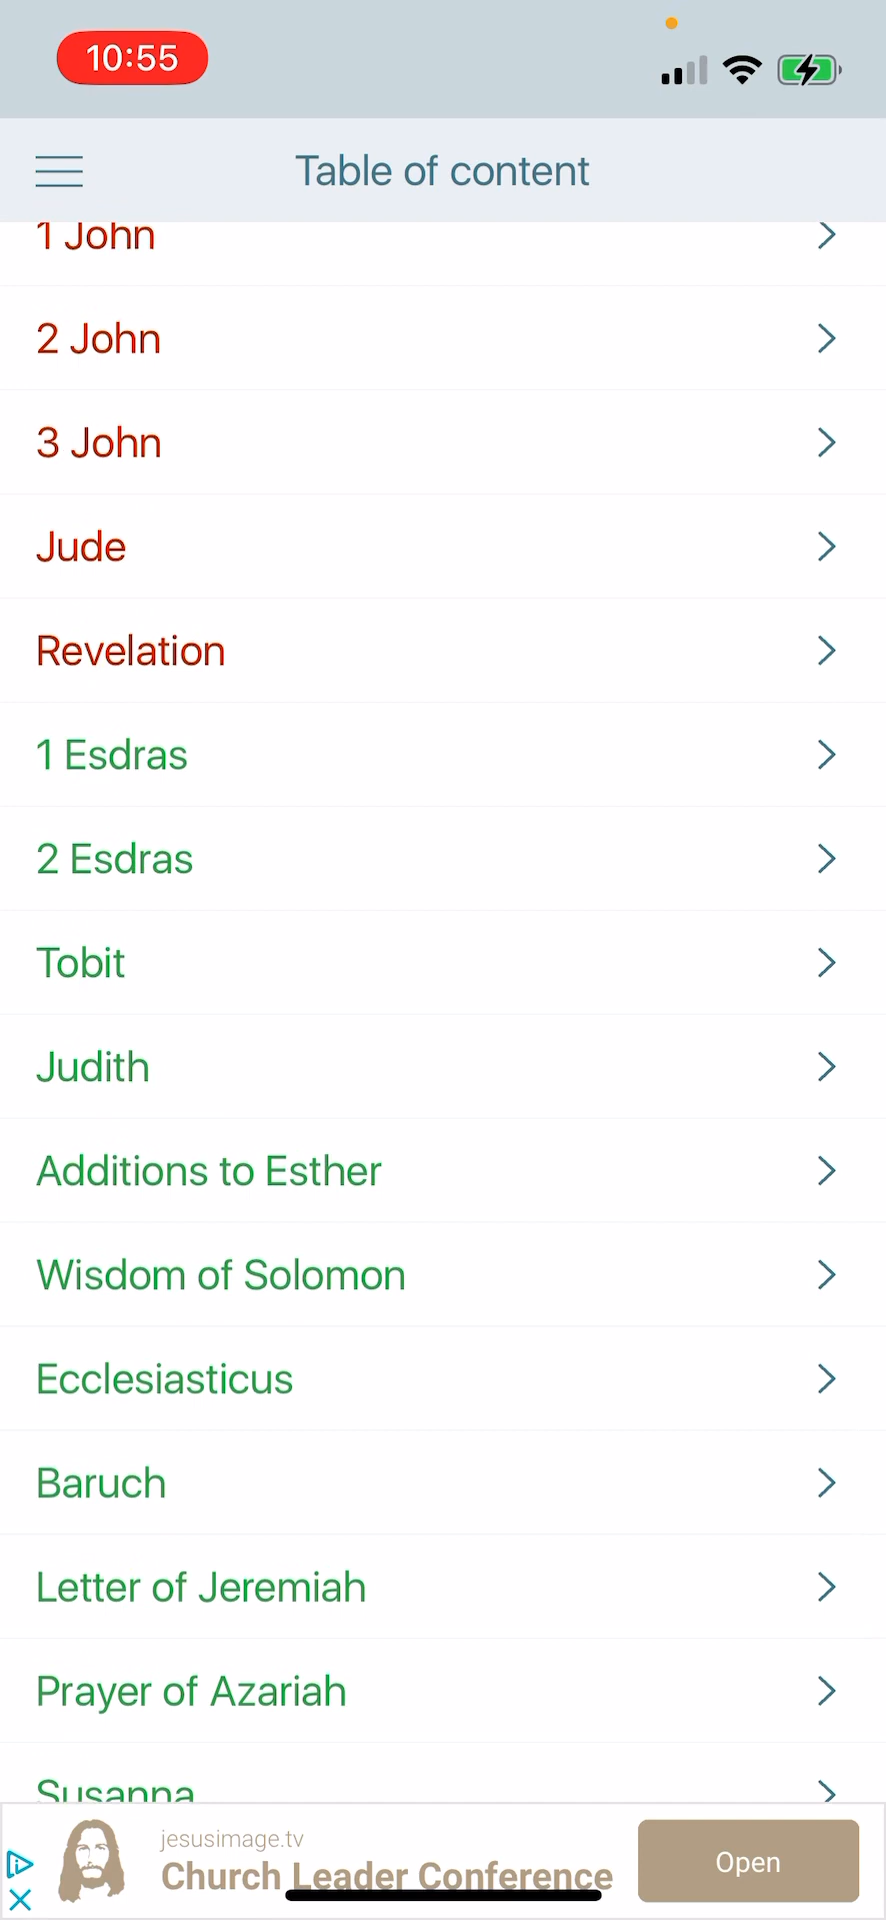 10:55
Table of content
1 John
2 John
3 John
Jude
Revelation
1 Esdras
2 Esdras
Tobit
Judith
Additions to Esther
Wisdom of Solomon
Ecclesiasticus
Baruch
Letter of Jeremiah
Prayer of Azariah
Susanna
jesusimage.tv
Church Leader Conference
Open